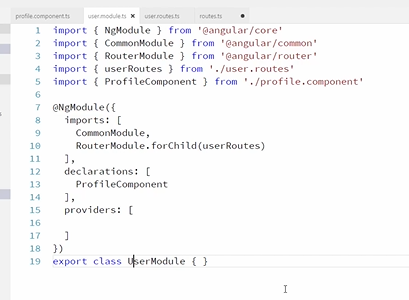 profile.component.ts user.module.ts × user.routes.ts routes.ts ●
1 import { NgModule } from '@angular/core'
2 import { CommonModule } from '@angular/common'
3 import { RouterModule } from '@angular/router'
4 import { userRoutes } from './user.routes'
5 import { ProfileComponent } from './profile.component'
6
7 @NgModule({
8 imports: [
9 CommonModule,
10 RouterModule.forChild(userRoutes)
11 ],
12 declarations: [
13 ProfileComponent
14 ],
15 providers: [
16
17 ]
18 })
19 export class UserModule { }